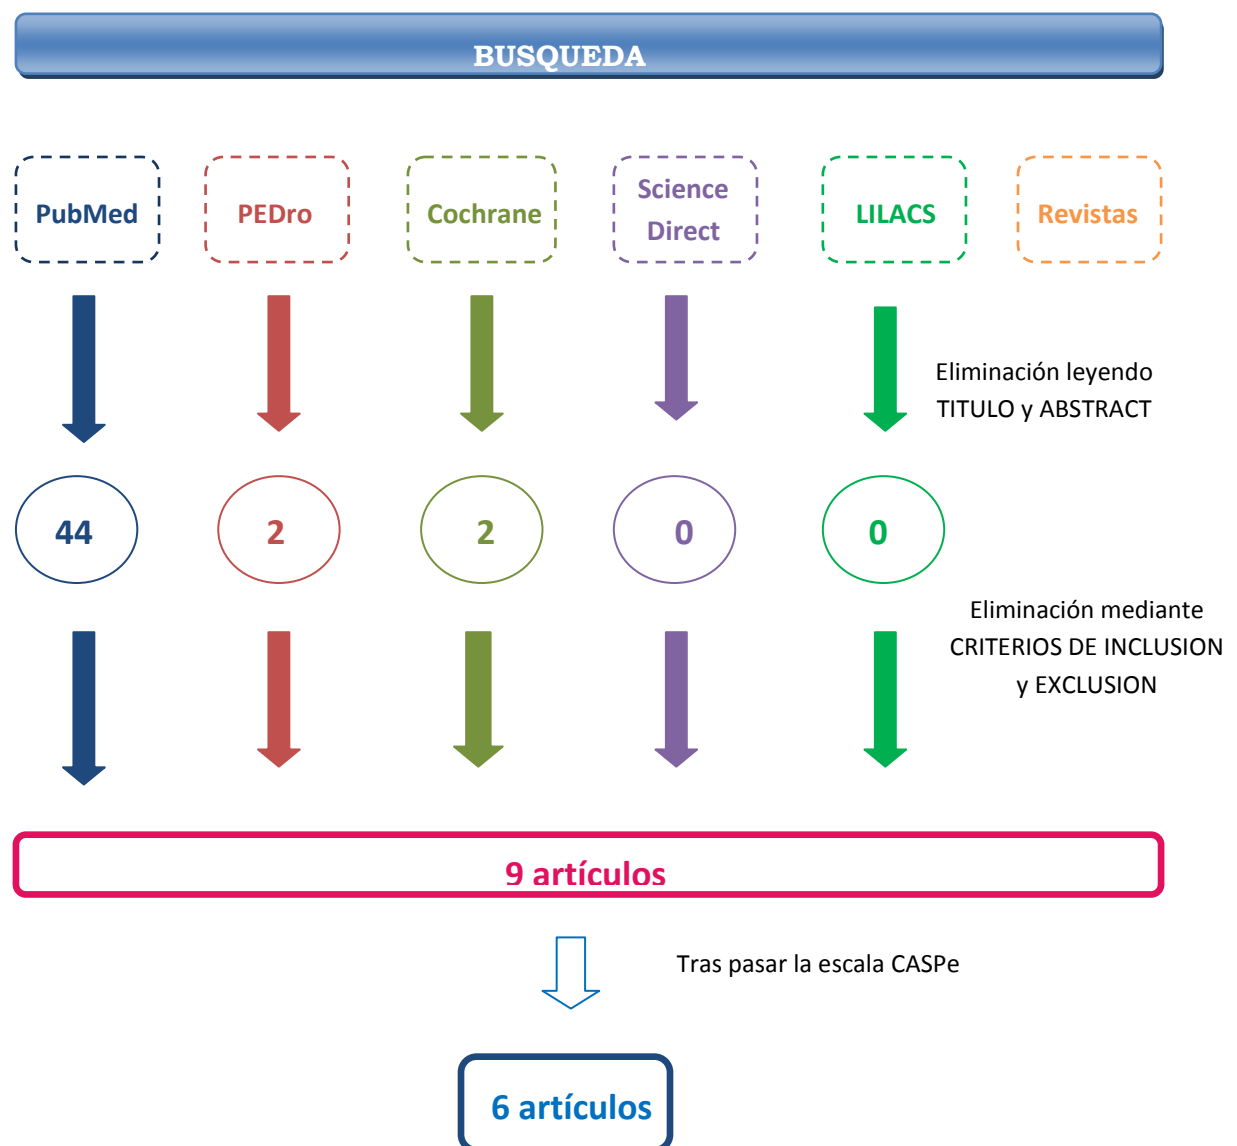 BUSQUEDA
PubMed
PEDro
Cochrane
Science
Direct
LILACS
Revistas
Eliminación leyendo
TITULO y ABSTRACT
44
2
2
0
0
Eliminación mediante
CRITERIOS DE INCLUSION
y EXCLUSION
9 artículos
Tras pasar la escala CASPe
6 artículos